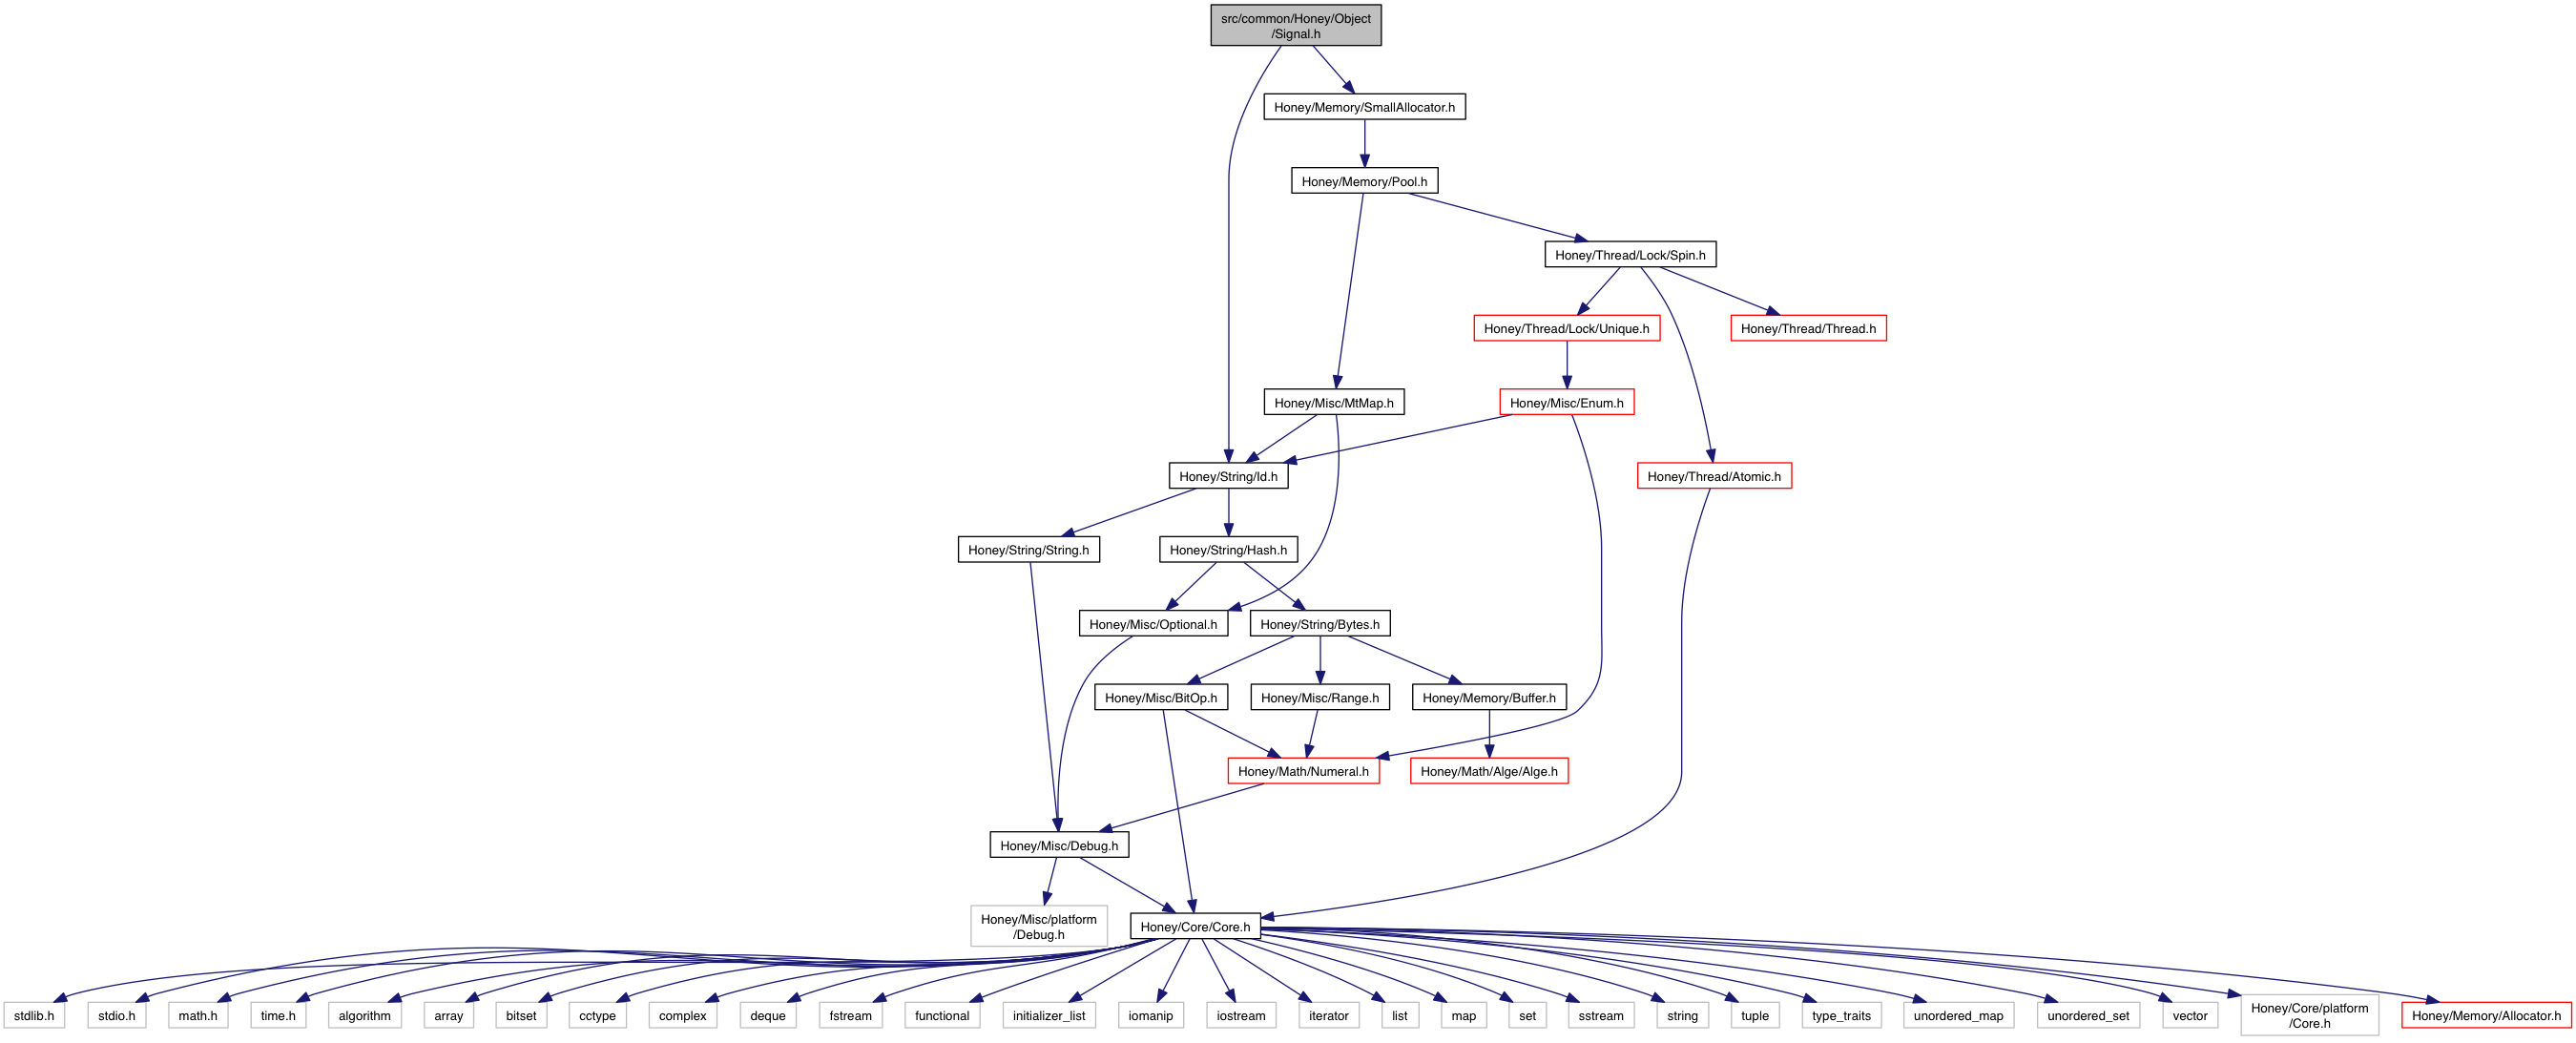 src/common/Honey/Object
/Signal.h
Honey/Memory/SmallAllocator.h
Honey/Memory/Pool.h
Honey/Thread/Lock/Spin.h
Honey/Thread/Lock/Unique.h
Honey/Thread/Thread.h
Honey/Misc/MtMap.h
Honey/Misc/Enum.h
Honey/String/Id.h
Honey/Thread/Atomic.h
Honey/String/String.h
Honey/String/Hash.h
Honey/Misc/Optional.h
Honey/String/Bytes.h
Honey/Misc/BitOp.h
Honey/Misc/Range.h
Honey/Memory/Buffer.h
Honey/Math/Numeral.h
Honey/Math/Alge/Alge.h
Honey/Misc/Debug.h
Honey/Misc/platform
/Debug.h
Honey/Core/Core.h
stdlib.h
stdio.h
math.h
time.h
algorithm
array
bitset
cctype
complex
deque
fstream
functional
initializer_list
iomanip
iostream
iterator
list
map
set
sstream
string
tuple
type_traits
unordered_map
unordered_set
vector
Honey/Core/platform
/Core.h
Honey/Memory/Allocator.h